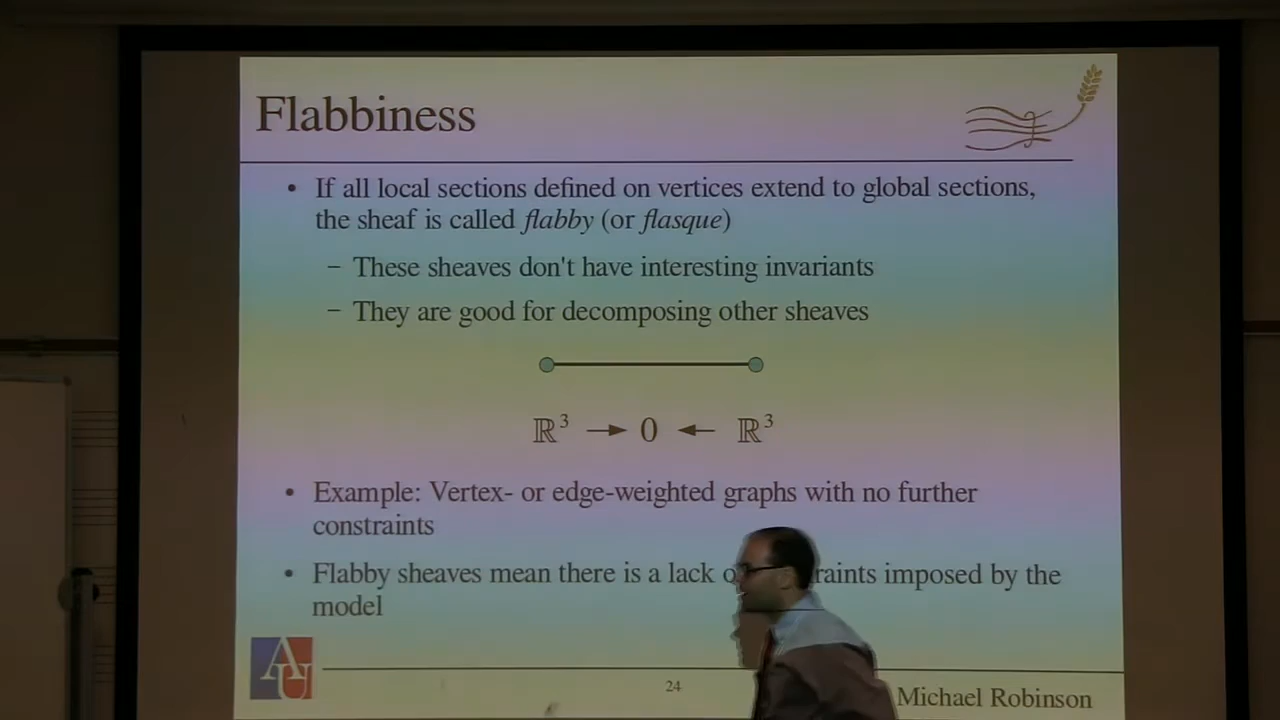 Flabbiness
• If all local sections defined on vertices extend to global sections,
the sheaf is called flabby (or flasque)
– These sheaves don't have interesting invariants
– They are good for decomposing other sheaves
ℝ³ → 0 ← ℝ³
• Example: Vertex- or edge-weighted graphs with no further
constraints
• Flabby sheaves mean there is a lack raints imposed by the
model
AU
24
Michael Robinson